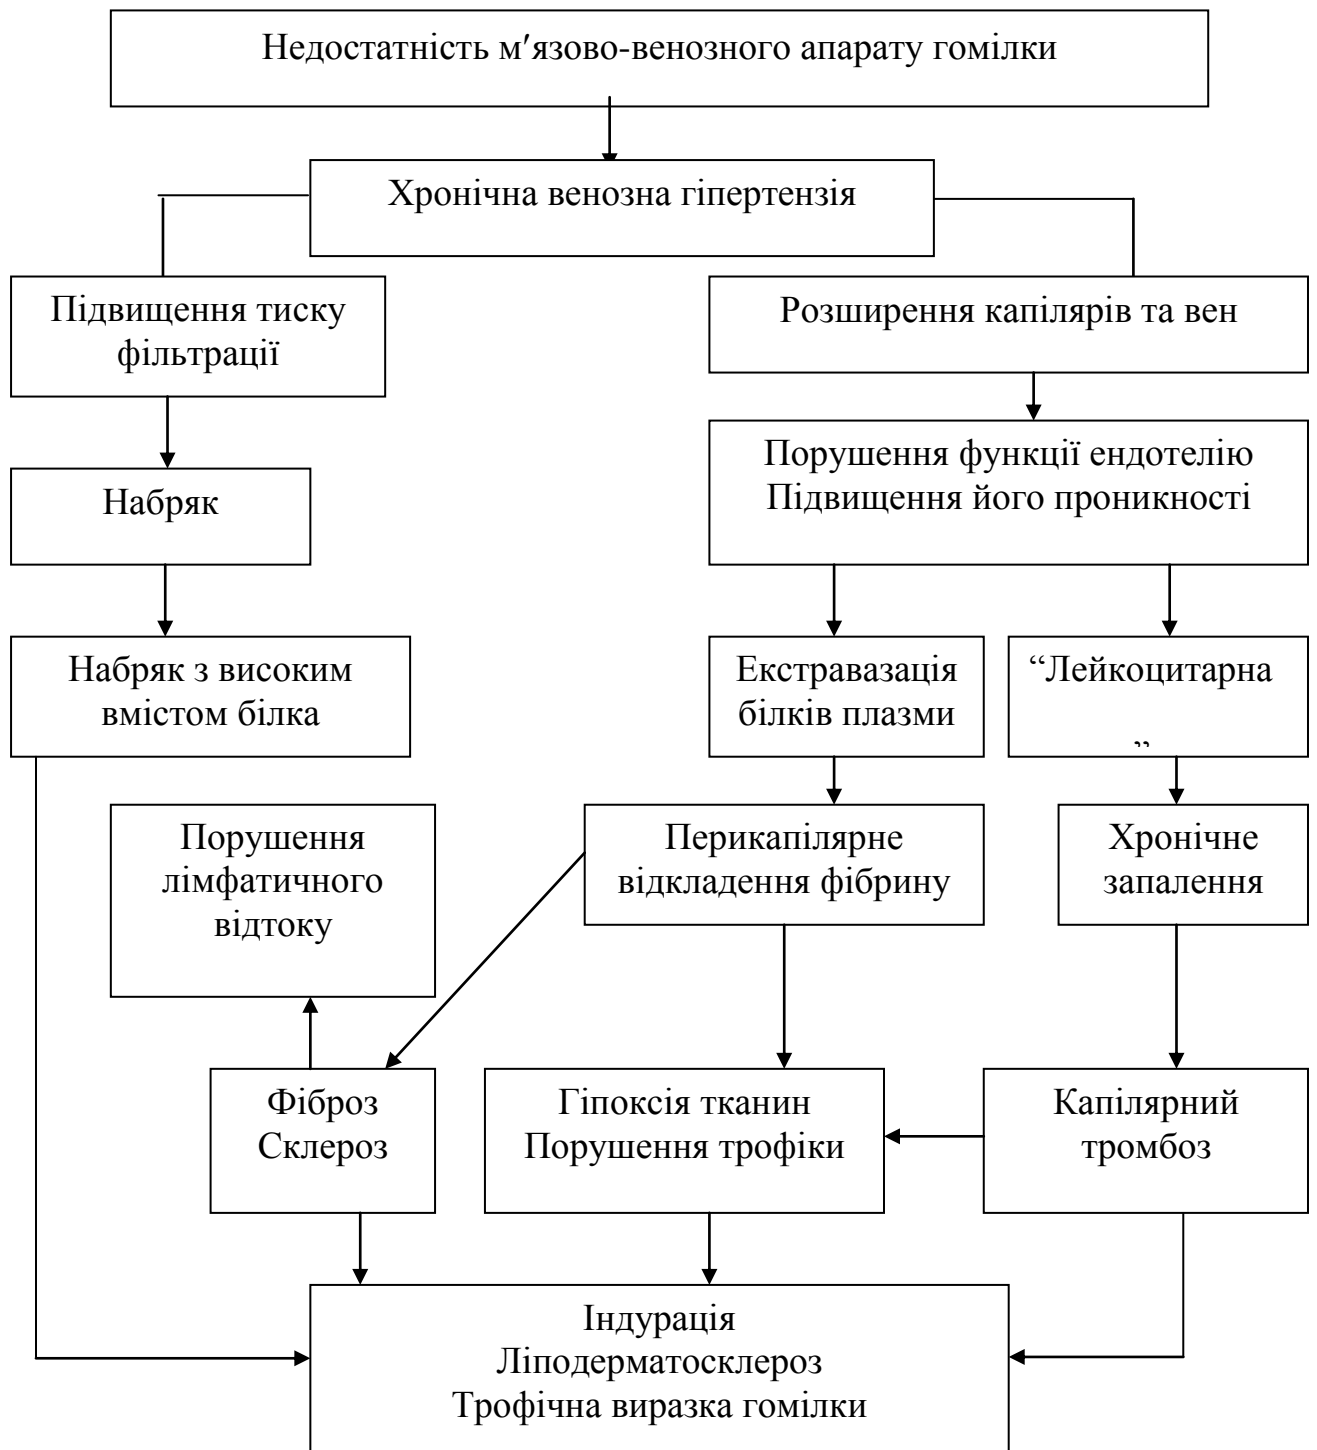 Недостатність м′язово-венозного апарату гомілки
Хронічна венозна гіпертензія
Підвищення тиску
фільтрації
Розширення капілярів та вен
Порушення функції ендотелію
Підвищення його проникності
Набряк
Набряк з високим
вмістом білка
Екстравазація
білків плазми
“Лейкоцитарна
”
Порушення
лімфатичного
відтоку
Перикапілярне
відкладення фібрину
Хронічне
запалення
Фіброз
Склероз
Гіпоксія тканин
Порушення трофіки
Капілярний
тромбоз
Індурація
Ліподерматосклероз
Трофічна виразка гомілки